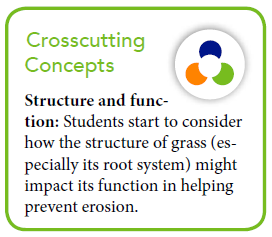 Crosscutting
Concepts
Structure and func-
tion: Students start to consider
how the structure of grass (es-
pecially its root system) might
impact its function in helping
prevent erosion.